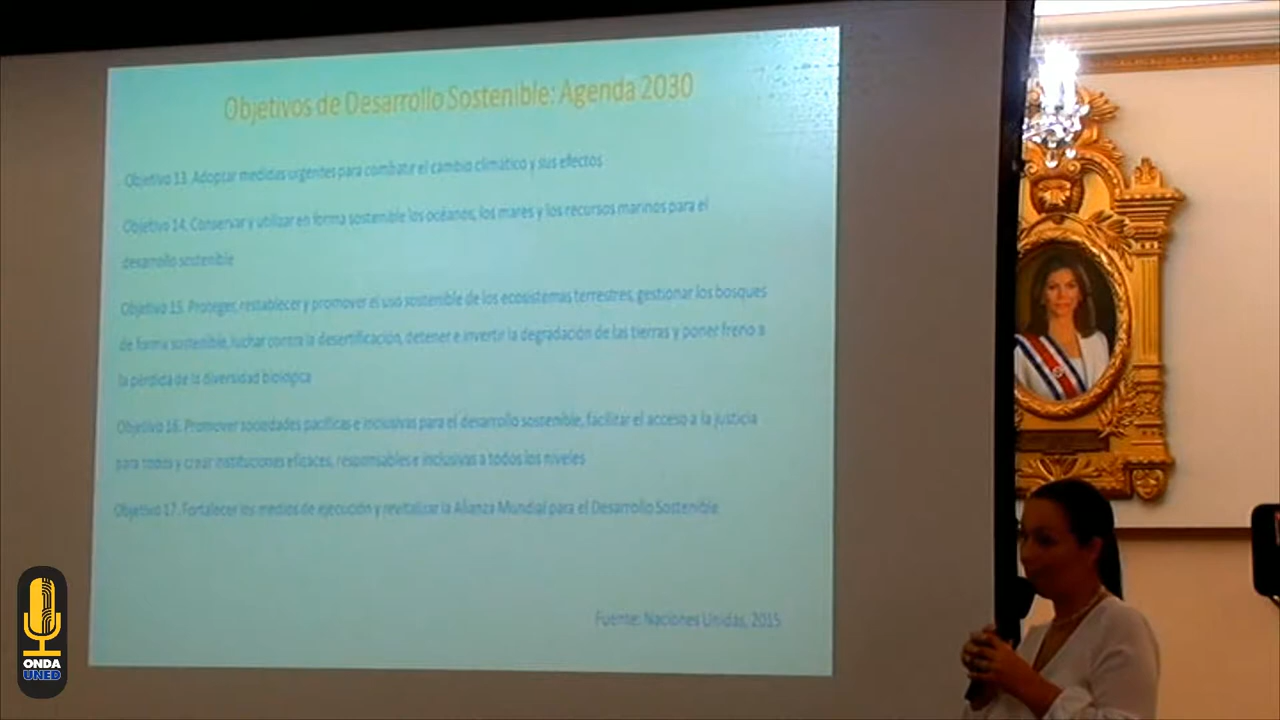 Objetivos de Desarrollo Sostenible: Agenda 2030
Objetivo 13. Adoptar medidas urgentes para combatir el cambio climático y sus efectos
Objetivo 14. Conservar y utilizar en forma sostenible los océanos, los mares y los recursos marinos para el
desarrollo sostenible
Objetivo 15. Proteger, restablecer y promover el uso sostenible de los ecosistemas terrestres, gestionar los bosques
de forma sostenible, luchar contra la desertificación, detener e invertir la degradación de las tierras y poner freno a
la pérdida de la diversidad biológica
Objetivo 16. Promover sociedades pacíficas e inclusivas para el desarrollo sostenible, facilitar el acceso a la justicia
para todos y crear instituciones eficaces, responsables e inclusivas a todos los niveles
Objetivo 17. Fortalecer los medios de ejecución y revitalizar la Alianza Mundial para el Desarrollo Sostenible
Fuente: Naciones Unidas, 2015
ONDA
UNED